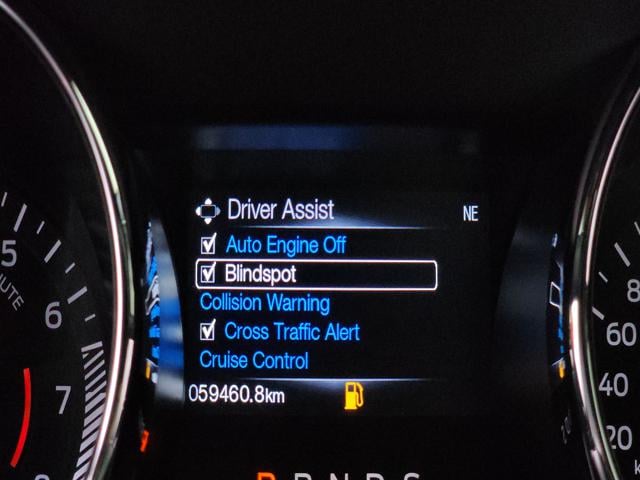 Driver Assist NE
Auto Engine Off
Blindspot
Collision Warning
Cross Traffic Alert
Cruise Control
059460.8km
5
6
7
8
60
40
20
P R N D S